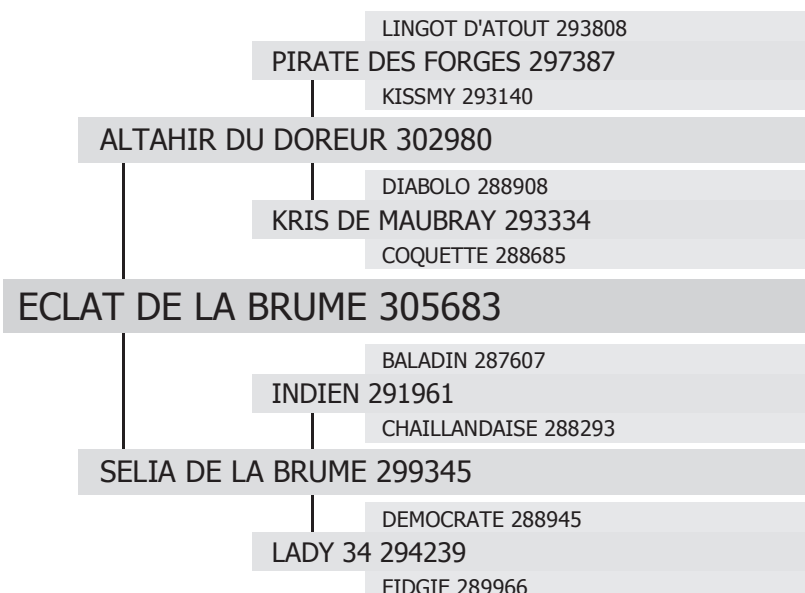 LINGOT D'ATOUT 293808
PIRATE DES FORGES 297387
KISSMY 293140
ALTAHIR DU DOREUR 302980
DIABOLO 288908
KRIS DE MAUBRAY 293334
COQUETTE 288685
ECLAT DE LA BRUME 305683
BALADIN 287607
INDIEN 291961
CHAILLANDAISE 288293
SELIA DE LA BRUME 299345
DEMOCRATE 288945
LADY 34 294239
289966